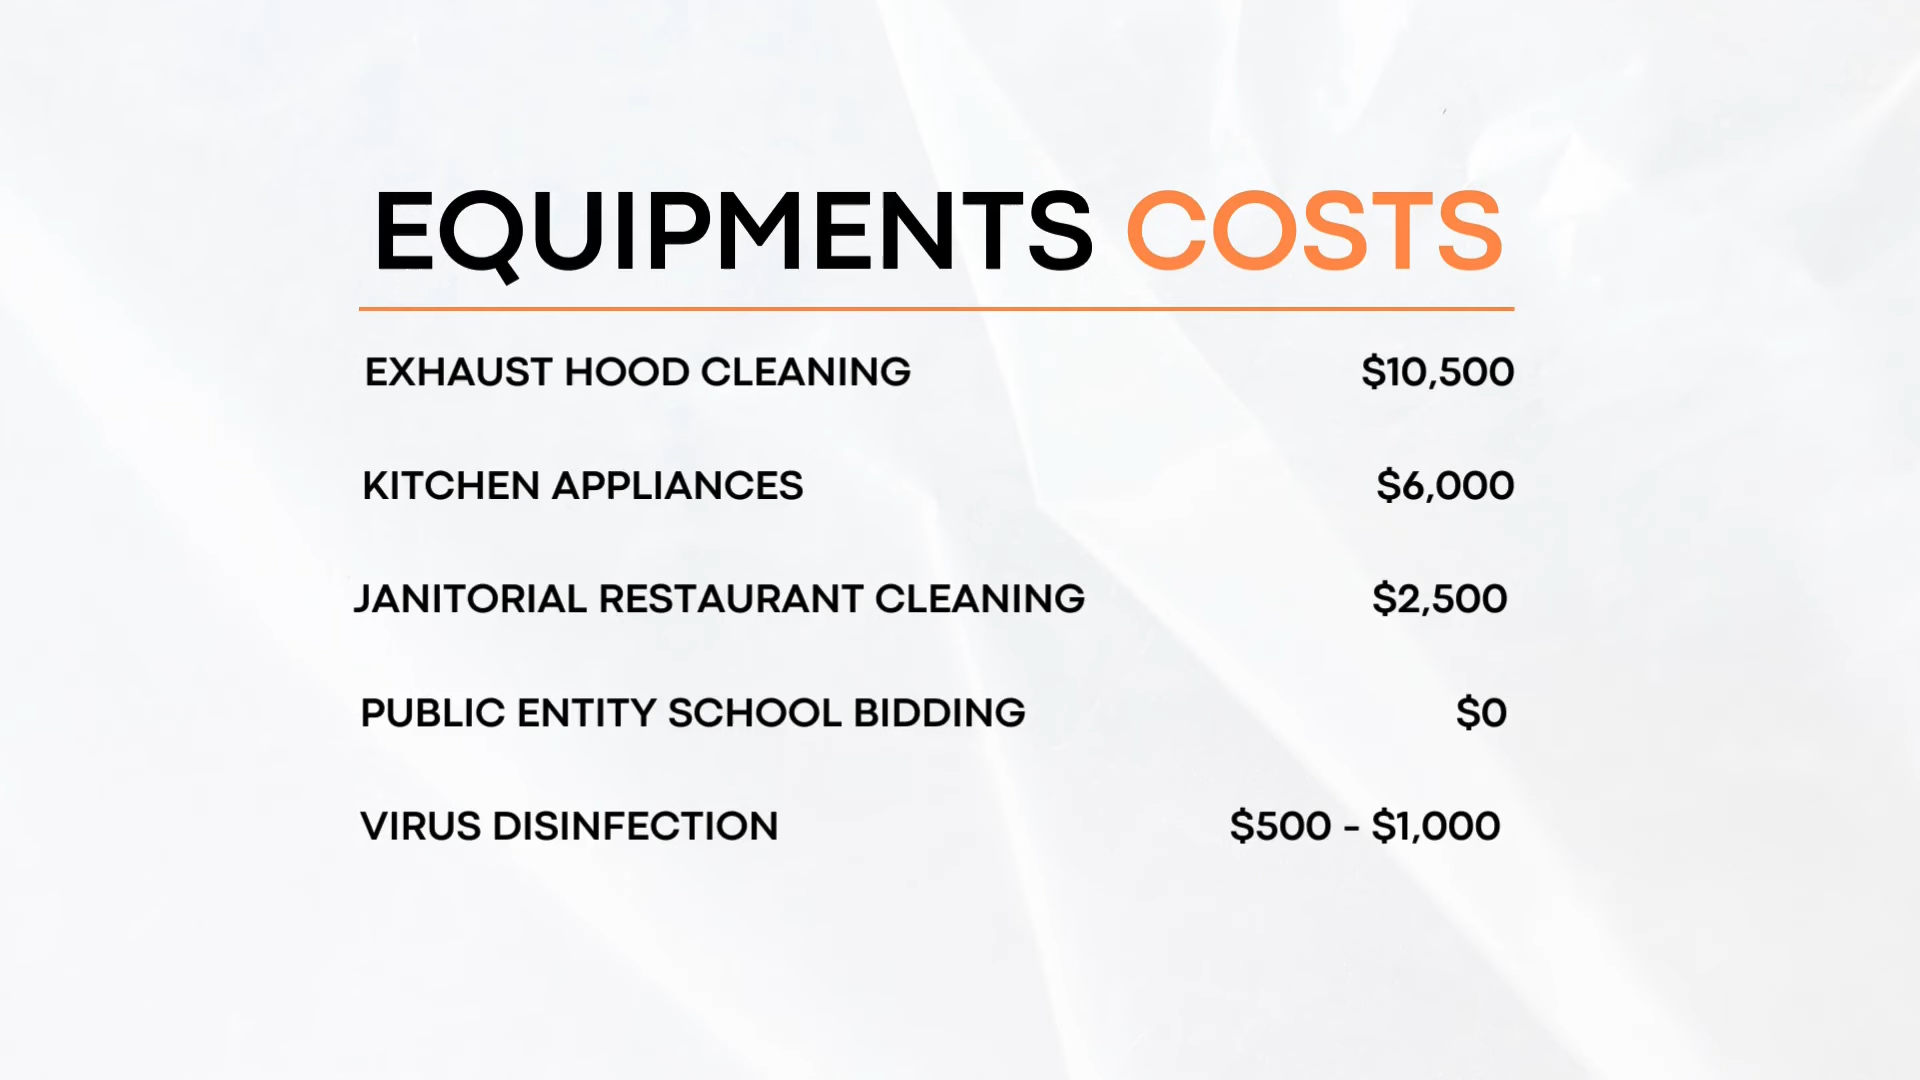 EQUIPMENTS COSTS
EXHAUST HOOD CLEANING $10,500
KITCHEN APPLIANCES $6,000
JANITORIAL RESTAURANT CLEANING $2,500
PUBLIC ENTITY SCHOOL BIDDING $0
VIRUS DISINFECTION $500 - $1,000